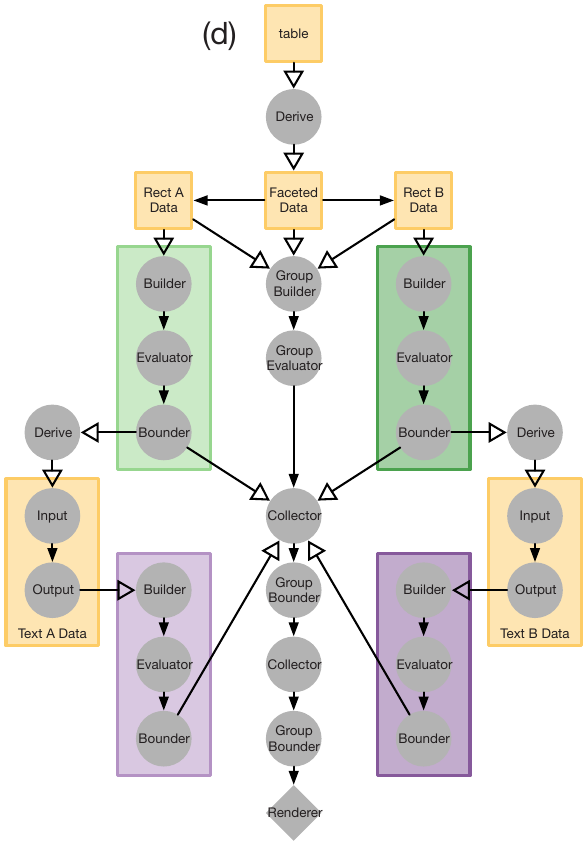 (d)
table
Derive
Rect A
Data
Faceted
Data
Rect B
Data
Builder
Group
Builder
Builder
Evaluator
Group
Evaluator
Evaluator
Derive
Bounder
Bounder
Derive
Input
Collector
Input
Output
Builder
Group
Bounder
Builder
Output
Text A Data
Text B Data
Evaluator
Collector
Evaluator
Bounder
Group
Bounder
Bounder
Renderer